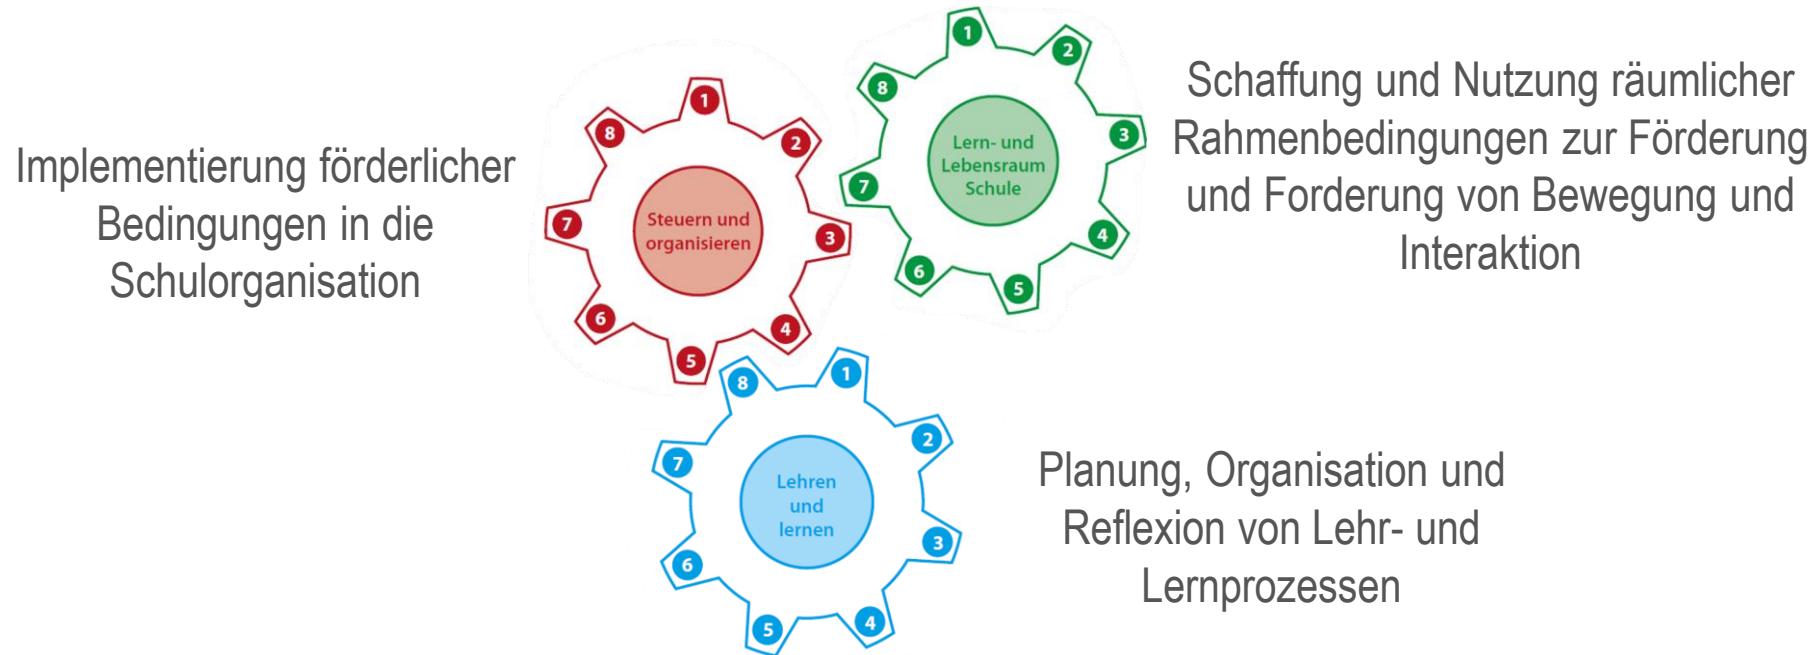 Implementierung förderlicher
Bedingungen in die
Schulorganisation
1
2
3
4
5
6
7
8
Steuern und
organisieren
1
2
3
4
5
6
7
8
Lern- und
Lebensraum
Schule
Schaffung und Nutzung räumlicher
Rahmenbedingungen zur Förderung
und Forderung von Bewegung und
Interaktion
1
2
3
4
5
6
7
8
Lehren
und
lernen
Planung, Organisation und
Reflexion von Lehr- und
Lernprozessen